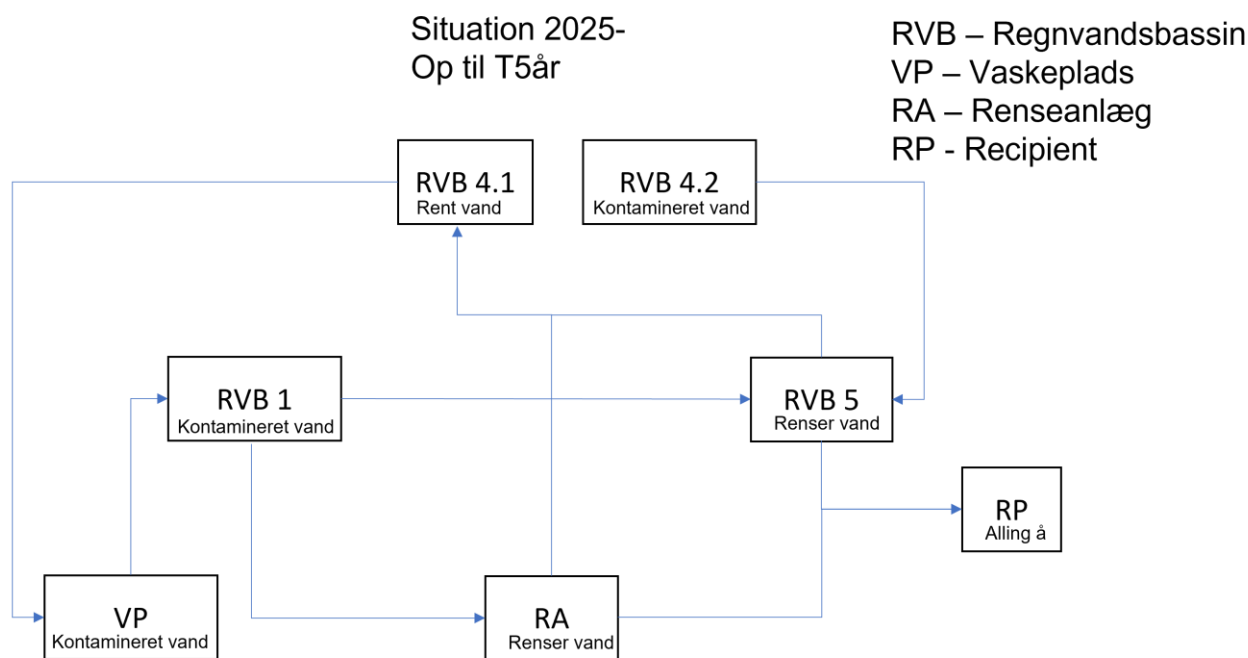 Situation 2025-
Op til T5år
RVB – Regnvandsbassin
VP – Vaskeplads
RA – Renseanlæg
RP - Recipient
RVB 4.1
Rent vand
RVB 4.2
Kontamineret vand
RVB 1
Kontamineret vand
RVB 5
Renser vand
RP
Alling å
VP
Kontamineret vand
RA
Renser vand